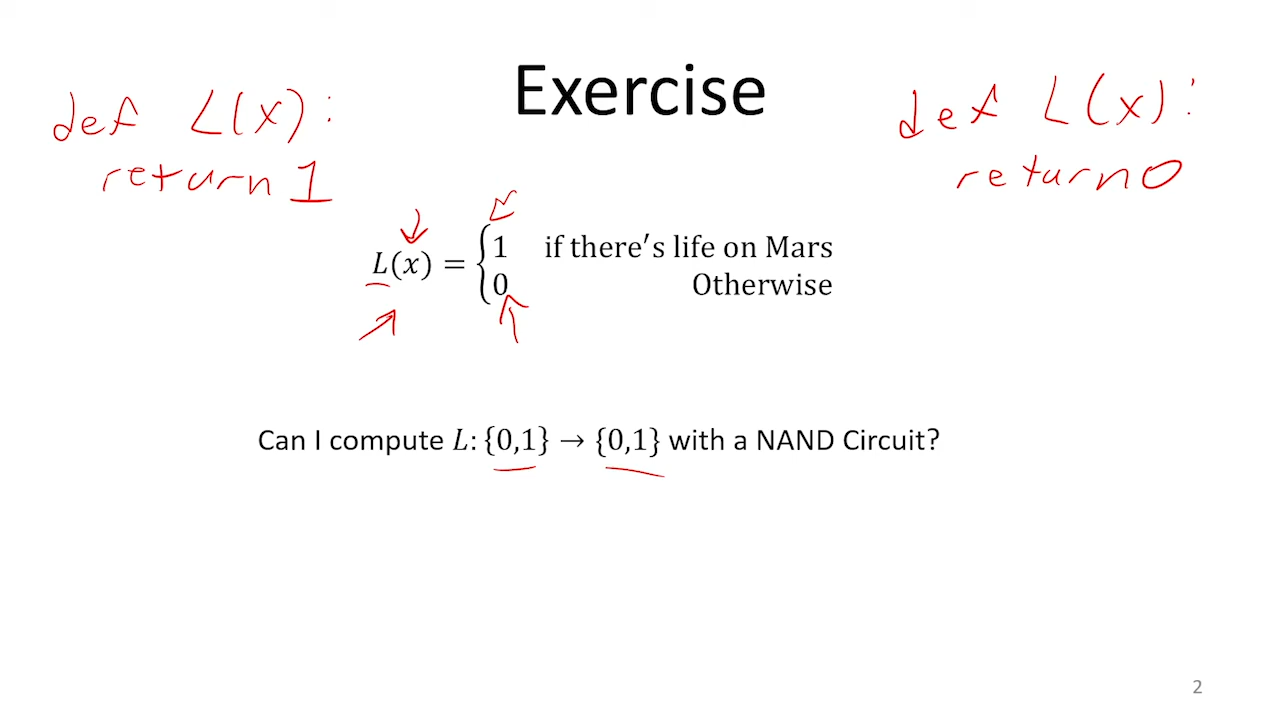 Exercise
def L(x):
return 1
def L(x):
return 0
L(x) = { 1 if there's life on Mars
0 Otherwise
Can I compute L: {0,1} → {0,1} with a NAND Circuit?
2